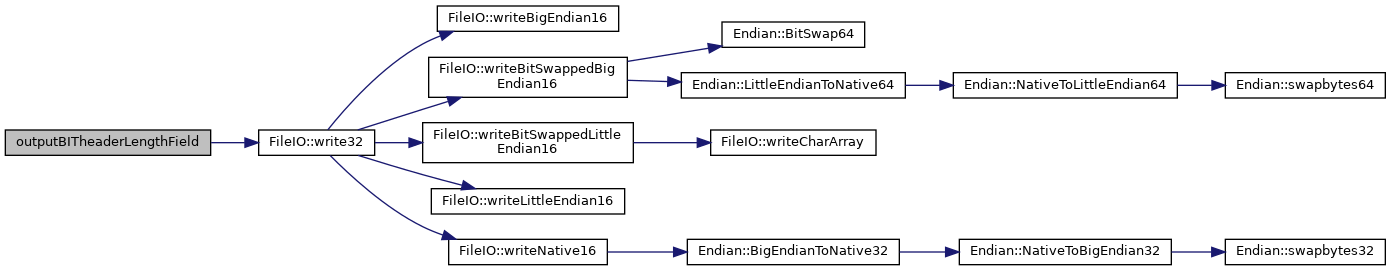 outputBITheaderLengthField
FileIO::write32
FileIO::writeBigEndian16
FileIO::writeBitSwappedBig
Endian16
Endian::BitSwap64
Endian::LittleEndianToNative64
Endian::NativeToLittleEndian64
Endian::swapbytes64
FileIO::writeBitSwappedLittle
Endian16
FileIO::writeCharArray
FileIO::writeLittleEndian16
FileIO::writeNative16
Endian::BigEndianToNative32
Endian::NativeToBigEndian32
Endian::swapbytes32